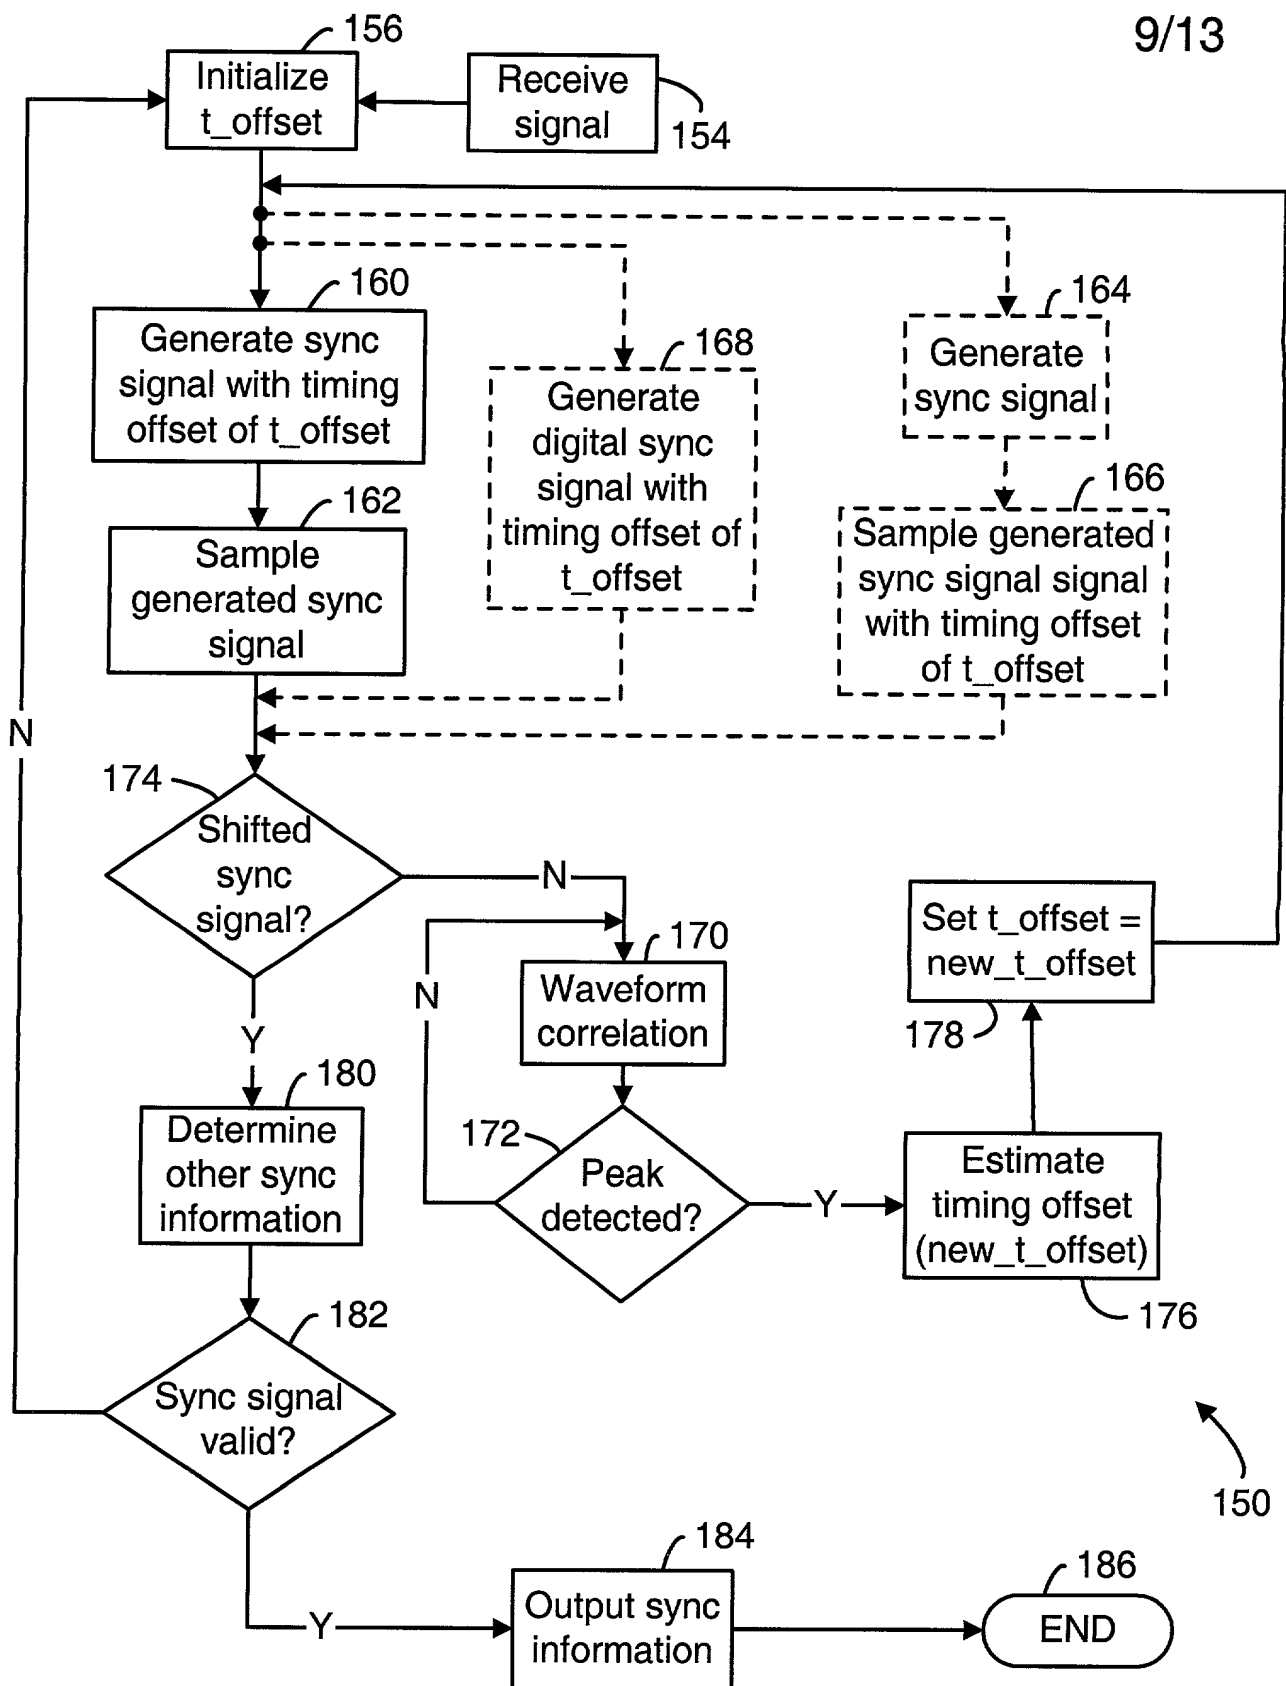 9/13
156
Initialize
t_offset
Receive
signal
154
160
Generate sync
signal with timing
offset of t_offset
168
Generate
digital sync
signal with
timing offset of
t_offset
164
Generate
sync signal
162
Sample
generated sync
signal
166
Sample generated
sync signal signal
with timing offset
of t_offset
N
174
Shifted
sync
signal?
N
Y
170
Waveform
correlation
N
Set t_offset =
new_t_offset
178
180
Determine
other sync
information
172
Peak
detected?
Y
Estimate
timing offset
(new_t_offset)
176
182
Sync signal
valid?
150
Y
184
Output sync
information
186
END